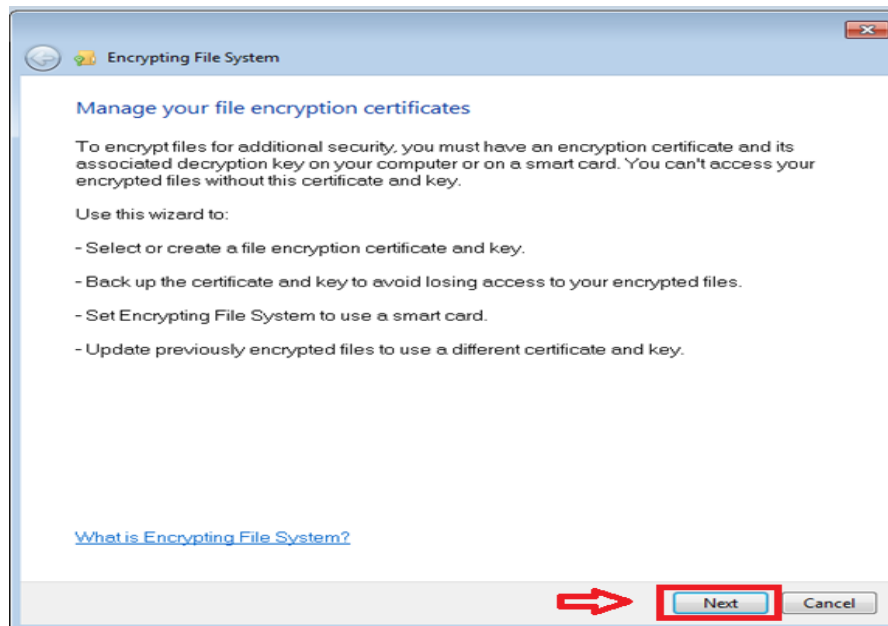 Encrypting File System
Manage your file encryption certificates
To encrypt files for additional security, you must have an encryption certificate and its
associated decryption key on your computer or on a smart card. You can't access your
encrypted files without this certificate and key.
Use this wizard to:
- Select or create a file encryption certificate and key.
- Back up the certificate and key to avoid losing access to your encrypted files.
- Set Encrypting File System to use a smart card.
- Update previously encrypted files to use a different certificate and key.
What is Encrypting File System?
Next Cancel